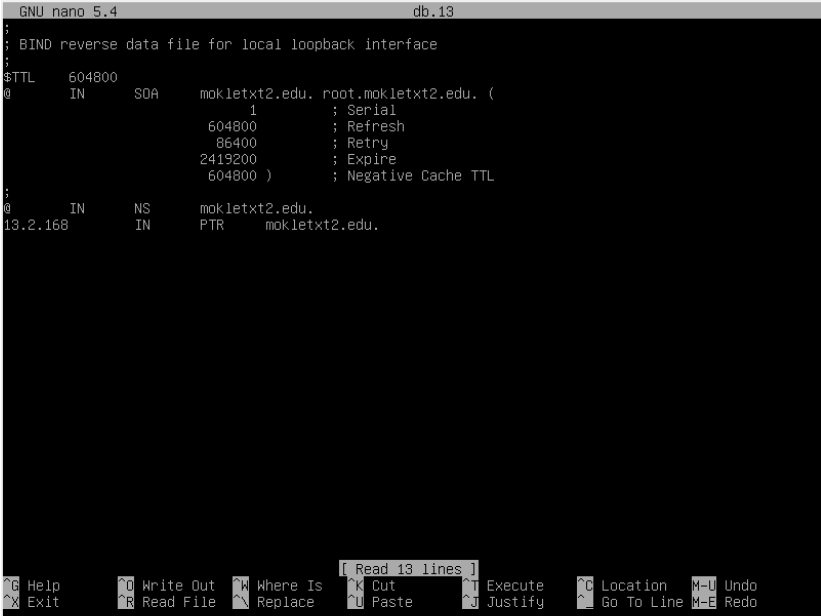 GNU nano 5.4 db.13
;
; BIND reverse data file for local loopback interface
;
$TTL 604800
@ IN SOA mokletxt2.edu. root.mokletxt2.edu. (
1 ; Serial
604800 ; Refresh
86400 ; Retry
2419200 ; Expire
604800 ) ; Negative Cache TTL
;
@ IN NS mokletxt2.edu.
13.2.168 IN PTR mokletxt2.edu.
[ Read 13 lines ]
^G Help ^O Write Out ^W Where Is ^K Cut ^T Execute ^C Location M-U Undo
^X Exit ^R Read File ^\ Replace ^U Paste ^J Justify ^_ Go To Line M-E Redo